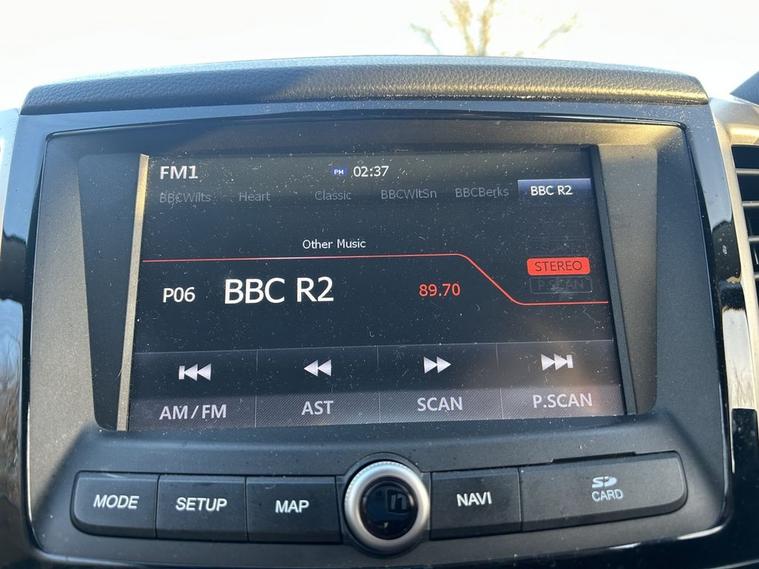 FM1 PM 02:37
BBCWilts Heart Classic BBCWltSn BBCBerks BBC R2
Other Music
STEREO
P06 BBC R2 89.70
P.SCAN
AM/FM AST SCAN P.SCAN
MODE SETUP MAP NAVI SD CARD